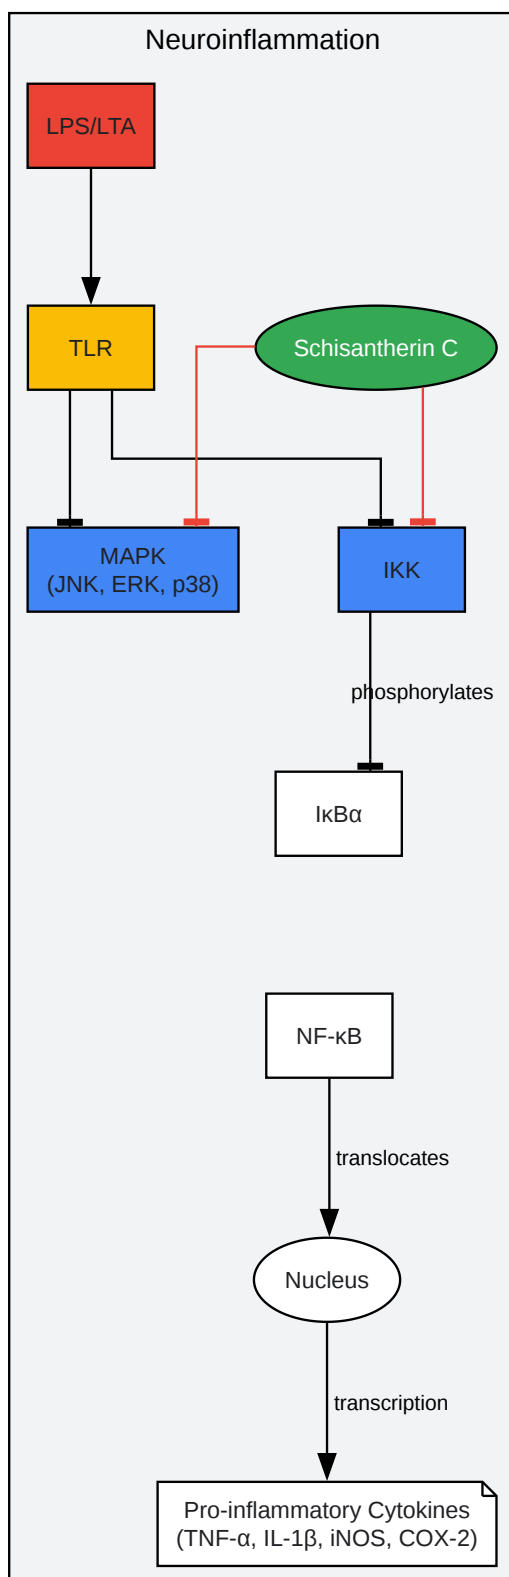 Neuroinflammation
LPS/LTA
TLR
Schisantherin C
MAPK
(JNK, ERK, p38)
IKK
phosphorylates
IκBα
NF-κB
translocates
Nucleus
transcription
Pro-inflammatory Cytokines
(TNF-α, IL-1β, iNOS, COX-2)